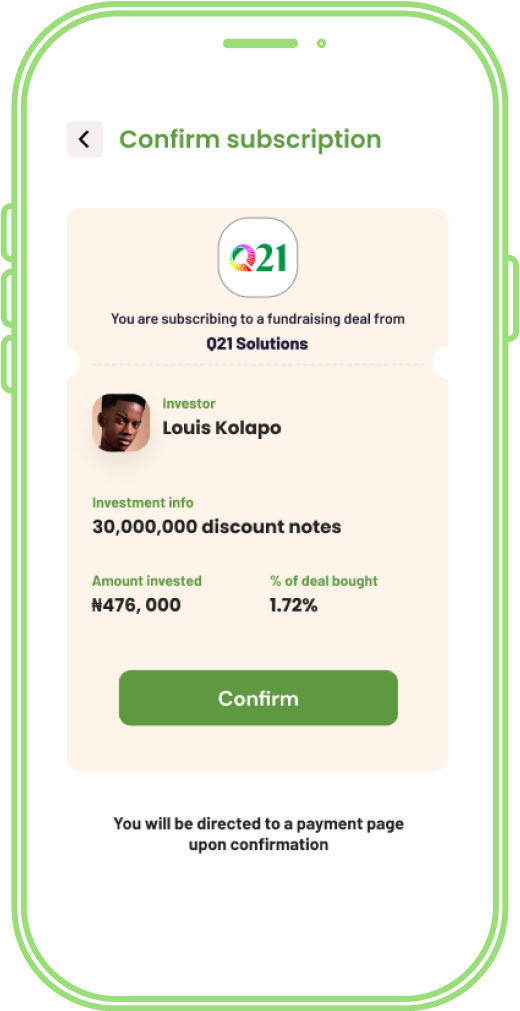 Confirm subscription
Q21
You are subscribing to a fundraising deal from
Q21 Solutions
Investor
Louis Kolapo
Investment info
30,000,000 discount notes
Amount invested
% of deal bought
₦476, 000
1.72%
Confirm
You will be directed to a payment page
upon confirmation